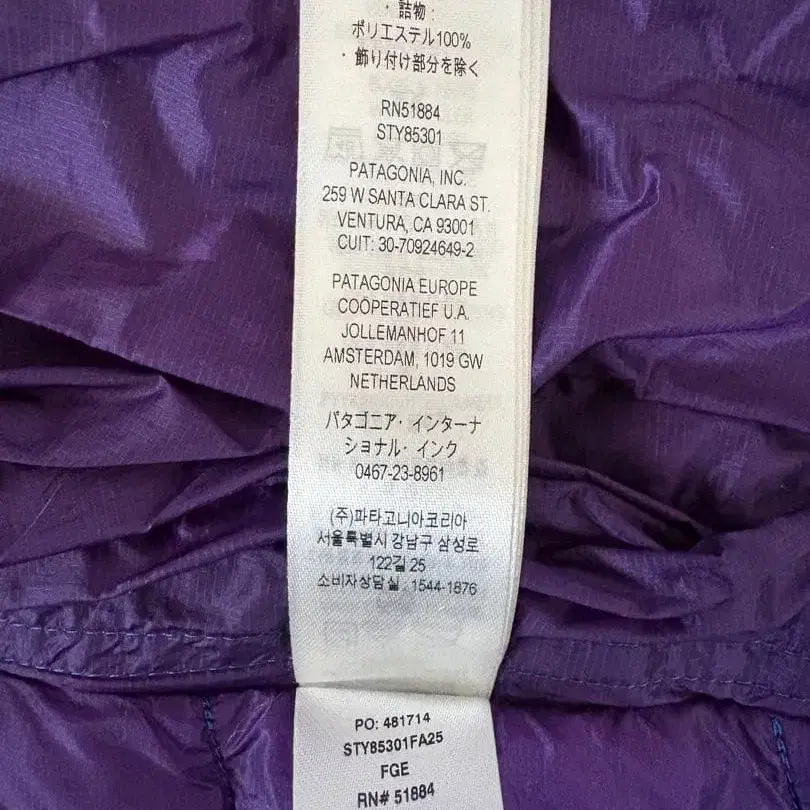 ・詰物:
ポリエステル100%
・飾り付け部分を除く
RN51884
STY85301
PATAGONIA, INC.
259 W SANTA CLARA ST.
VENTURA, CA 93001
CUIT: 30-70924649-2
PATAGONIA EUROPE
COÖPERATIEF U.A.
JOLLEMANHOF 11
AMSTERDAM, 1019 GW
NETHERLANDS
パタゴニア・インターナ
ショナル・インク
0467-23-8961
(주)파타고니아코리아
서울특별시 강남구 삼성로
122길 25
소비자상담실 : 1544-1876
PO: 481714
STY85301FA25
FGE
RN# 51884